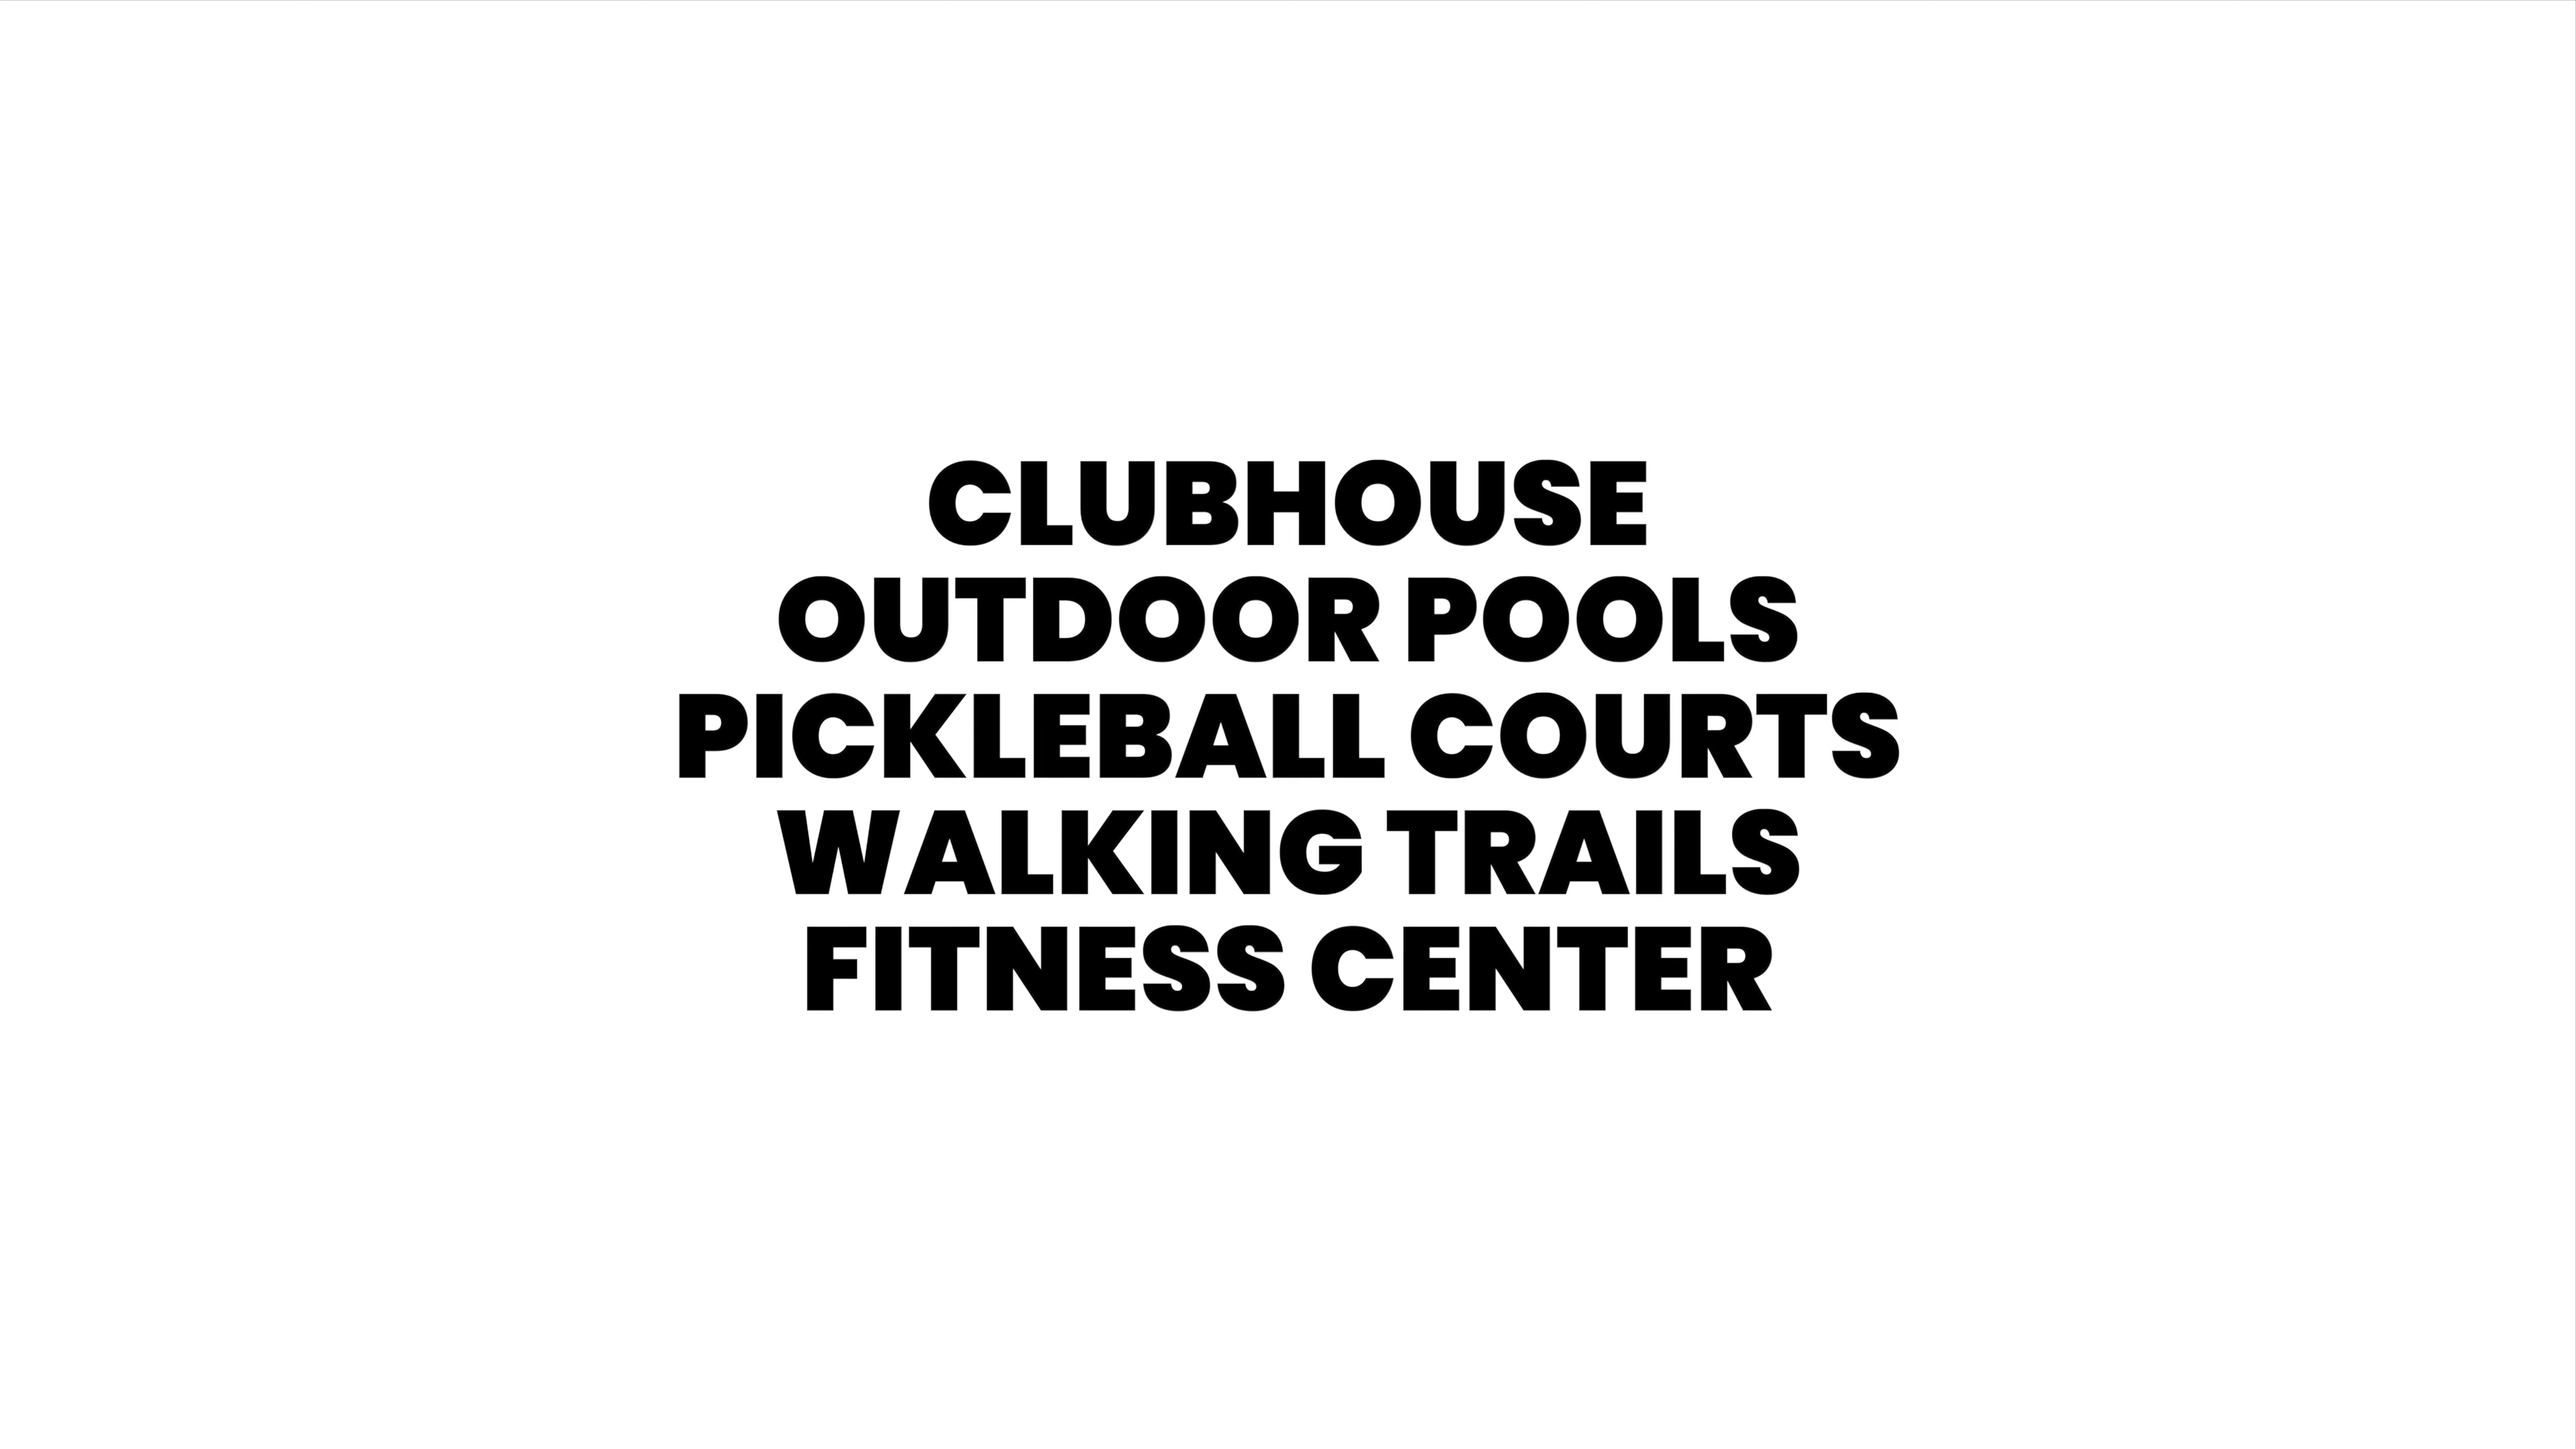 CLUBHOUSE
OUTDOOR POOLS
PICKLEBALL COURTS
WALKING TRAILS
FITNESS CENTER